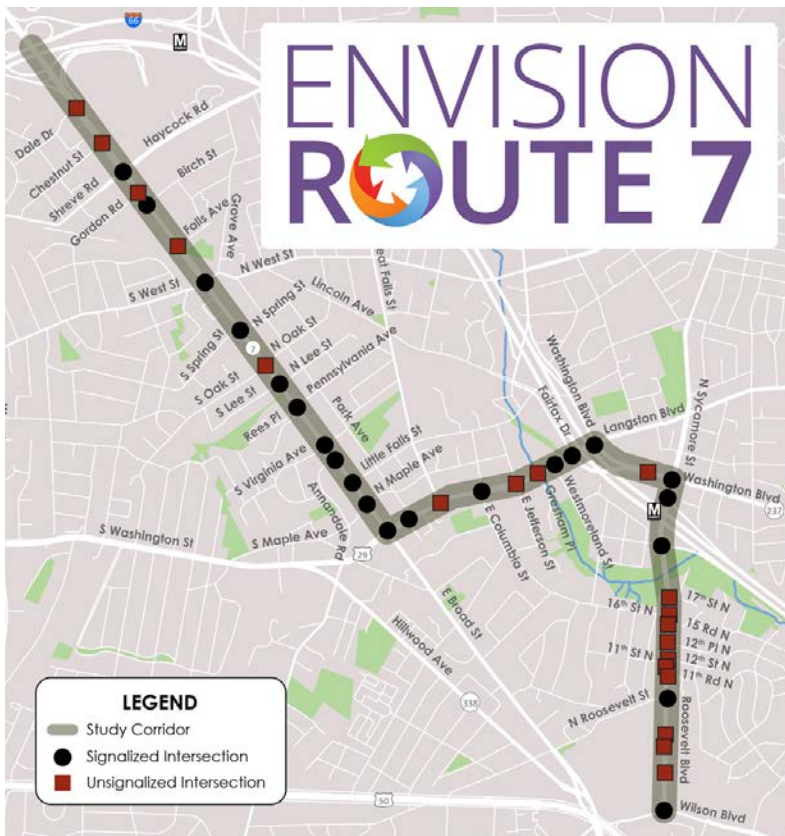 66
M
ENVISION
ROUTE 7
Dale Dr
Haycock Rd
Chestnut St
Birch St
Shreve Rd
Gordon Rd
Falls Ave
Grove Ave
N West St
S West St
eat Falls St
Lincoln Ave
N Spring St
S Spring St
7
N Oak St
N Lee St
S Oak St
Pennsylvania Ave
S Lee St
Rees Pl
Park Ave
Washington Blvd
Fairfax Dr
Langston Blvd
N Sycamore St
Little Falls St
S Virginia Ave
N Maple Ave
Washington Blvd
237
M
Annandale Rd
S Washington St
S Maple Ave
29
E Columbia St
E Jefferson St
Gresham Pl
Westmoreland St
E Broad St
16th St N
17th St N
15 Rd N
12th Pl N
11th St N
12th St N
11th Rd N
Hillwood Ave
338
N Roosevelt St
Roosevelt Blvd
LEGEND
Study Corridor
Signalized Intersection
Unsignalized Intersection
50
Wilson Blvd